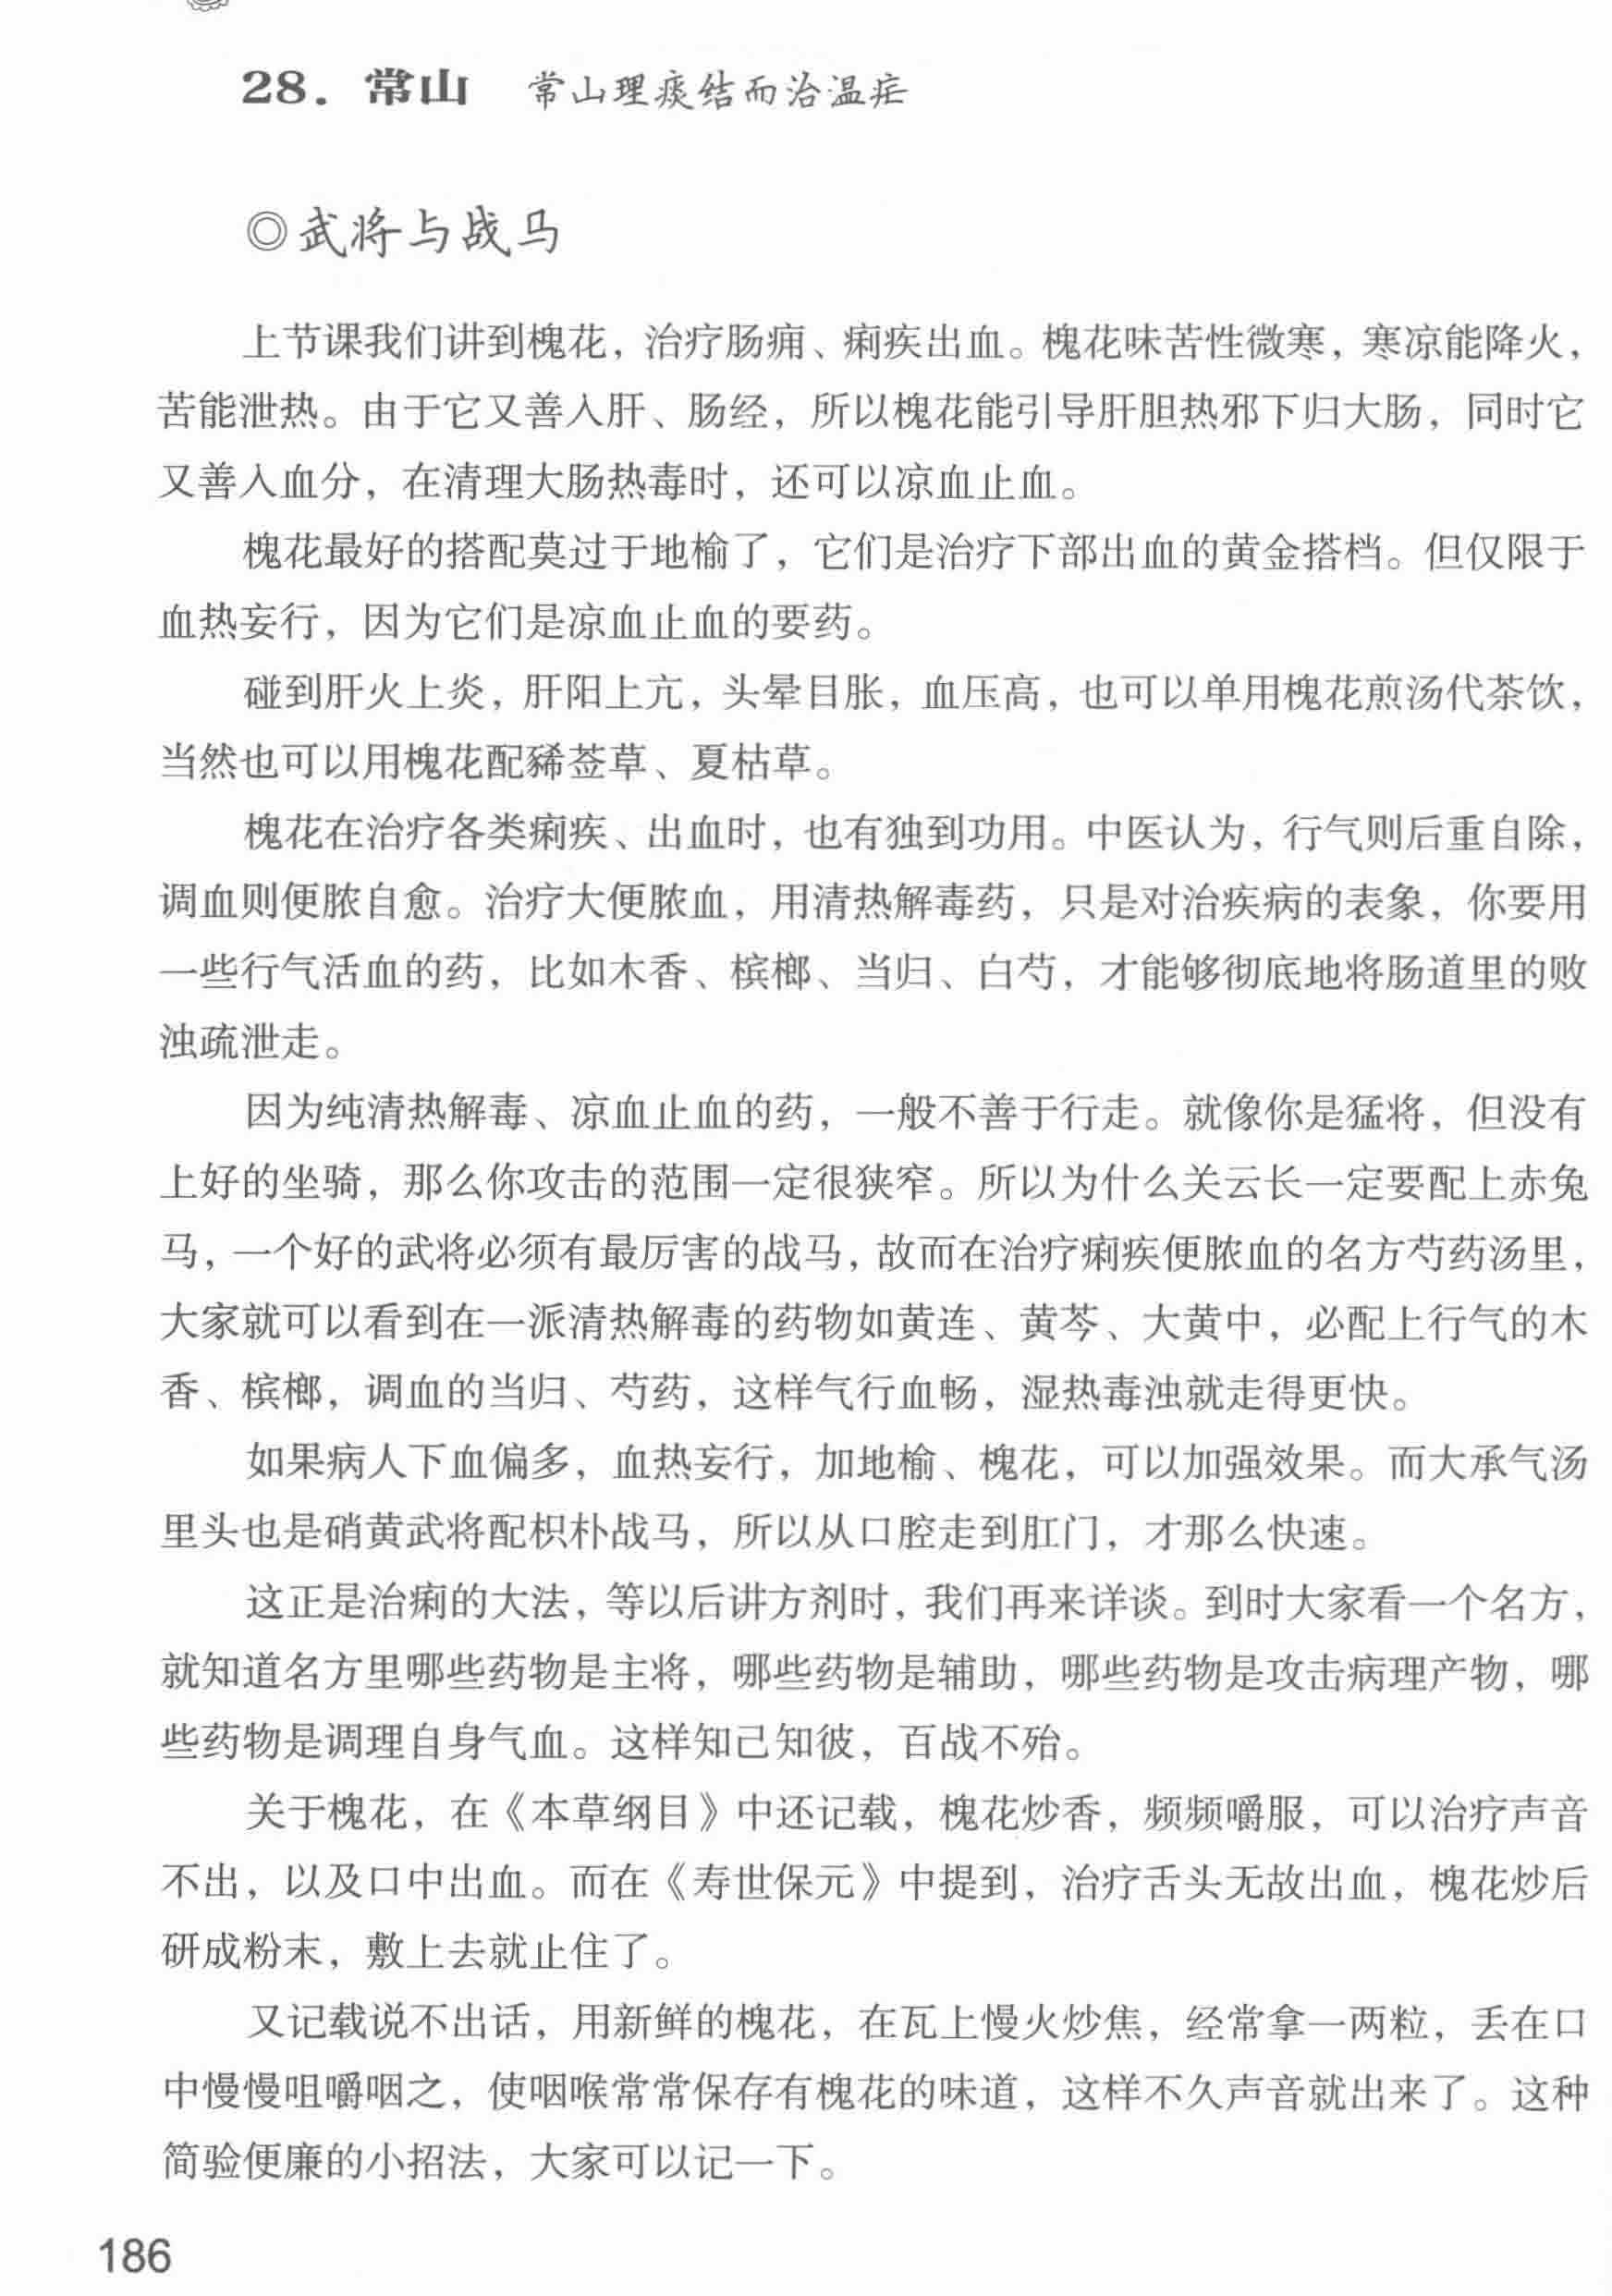 28．常山 常山理痰结而治温疟
◎武将与战马
上节课我们讲到槐花，治疗肠痈、痢疾出血。槐花味苦性微寒，寒凉能降火，
苦能泄热。由于它又善入肝、肠经，所以槐花能引导肝胆热邪下归大肠，同时它
又善入血分，在清理大肠热毒时，还可以凉血止血。
槐花最好的搭配莫过于地榆了，它们是治疗下部出血的黄金搭档。但仅限于
血热妄行，因为它们是凉血止血的要药。
碰到肝火上炎，肝阳上亢，头晕目胀，血压高，也可以单用槐花煎汤代茶饮，
当然也可以用槐花配豨莶草、夏枯草。
槐花在治疗各类痢疾、出血时，也有独到功用。中医认为，行气则后重自除，
调血则便脓自愈。治疗大便脓血，用清热解毒药，只是对治疾病的表象，你要用
一些行气活血的药，比如木香、槟榔、当归、白芍，才能够彻底地将肠道里的败
浊疏泄走。
因为纯清热解毒、凉血止血的药，一般不善于行走。就像你是猛将，但没有
上好的坐骑，那么你攻击的范围一定很狭窄。所以为什么关云长一定要配上赤兔
马，一个好的武将必须有最厉害的战马，故而在治疗痢疾便脓血的名方芍药汤里，
大家就可以看到在一派清热解毒的药物如黄连、黄芩、大黄中，必配上行气的木
香、槟榔，调血的当归、芍药，这样气行血畅，湿热毒浊就走得更快。
如果病人下血偏多，血热妄行，加地榆、槐花，可以加强效果。而大承气汤
里头也是硝黄武将配枳朴战马，所以从口腔走到肛门，才那么快速。
这正是治痢的大法，等以后讲方剂时，我们再来详谈。到时大家看一个名方，
就知道名方里哪些药物是主将，哪些药物是辅助，哪些药物是攻击病理产物，哪
些药物是调理自身气血。这样知己知彼，百战不殆。
关于槐花，在《本草纲目》中还记载，槐花炒香，频频嚼服，可以治疗声音
不出，以及口中出血。而在《寿世保元》中提到，治疗舌头无故出血，槐花炒后
研成粉末，敷上去就止住了。
又记载说不出话，用新鲜的槐花，在瓦上慢火炒焦，经常拿一两粒，丢在口
中慢慢咀嚼咽之，使咽喉常常保存有槐花的味道，这样不久声音就出来了。这种
简验便廉的小招法，大家可以记一下。
186